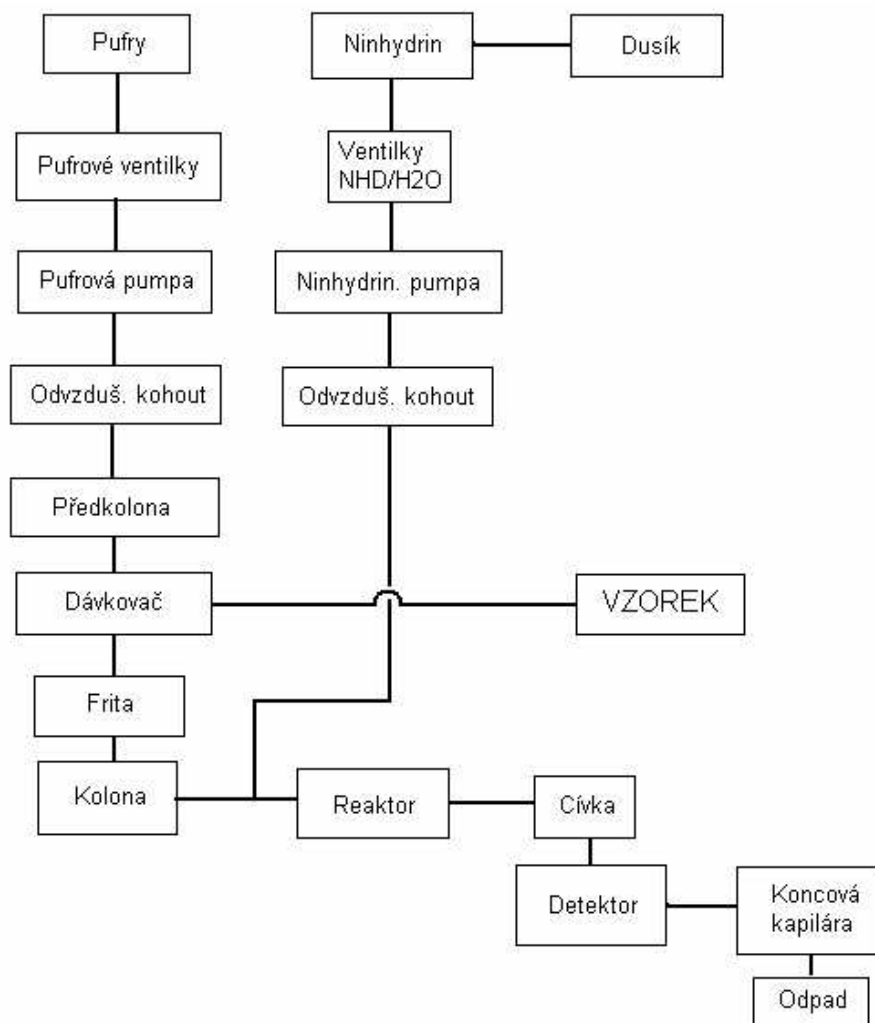 Pufry
Ninhydrin
Dusík
Pufrové ventilky
Ventilky
NHD/H2O
Pufrová pumpa
Ninhydrin. pumpa
Odvzduš. kohout
Odvzduš. kohout
Předkolona
Dávkovač
VZOREK
Frita
Kolona
Reaktor
Cívka
Detektor
Koncová
kapilára
Odpad